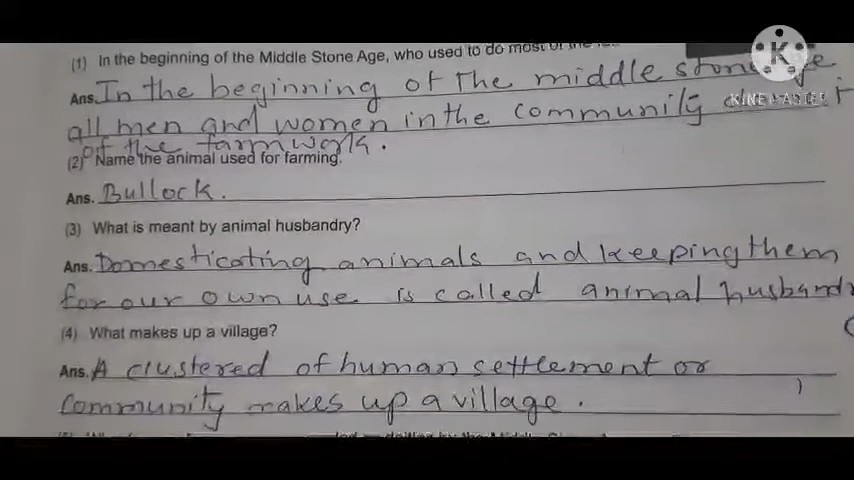 (1) In the beginning of the Middle Stone Age, who used to do most of the
Ans. In the beginning of the middle stone
all men and women in the community
of the farmwork.
(2) Name the animal used for farming.
Ans. Bullock.
(3) What is meant by animal husbandry?
Ans. Domesticating animals and keeping them
for our own use is called animal husband
(4) What makes up a village?
Ans. A clustered of human settlement or
community makes up a village.
K
KINEMASTER